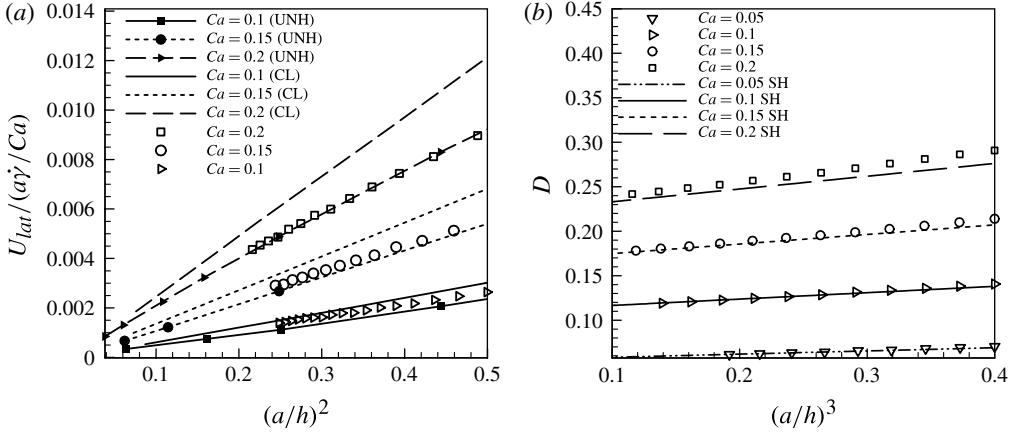 (a)
0.014
0.012
0.010
0.008
0.006
0.004
0.002
0
U_lat/(aγ̇/Ca)
Ca = 0.1 (UNH)
Ca = 0.15 (UNH)
Ca = 0.2 (UNH)
Ca = 0.1 (CL)
Ca = 0.15 (CL)
Ca = 0.2 (CL)
Ca = 0.2
Ca = 0.15
Ca = 0.1
0.1 0.2 0.3 0.4 0.5
(a/h)²
(b)
0.45
0.40
0.35
0.30
0.25
0.20
0.15
0.10
D
Ca = 0.05
Ca = 0.1
Ca = 0.15
Ca = 0.2
Ca = 0.05 SH
Ca = 0.1 SH
Ca = 0.15 SH
Ca = 0.2 SH
0.1 0.2 0.3 0.4
(a/h)³